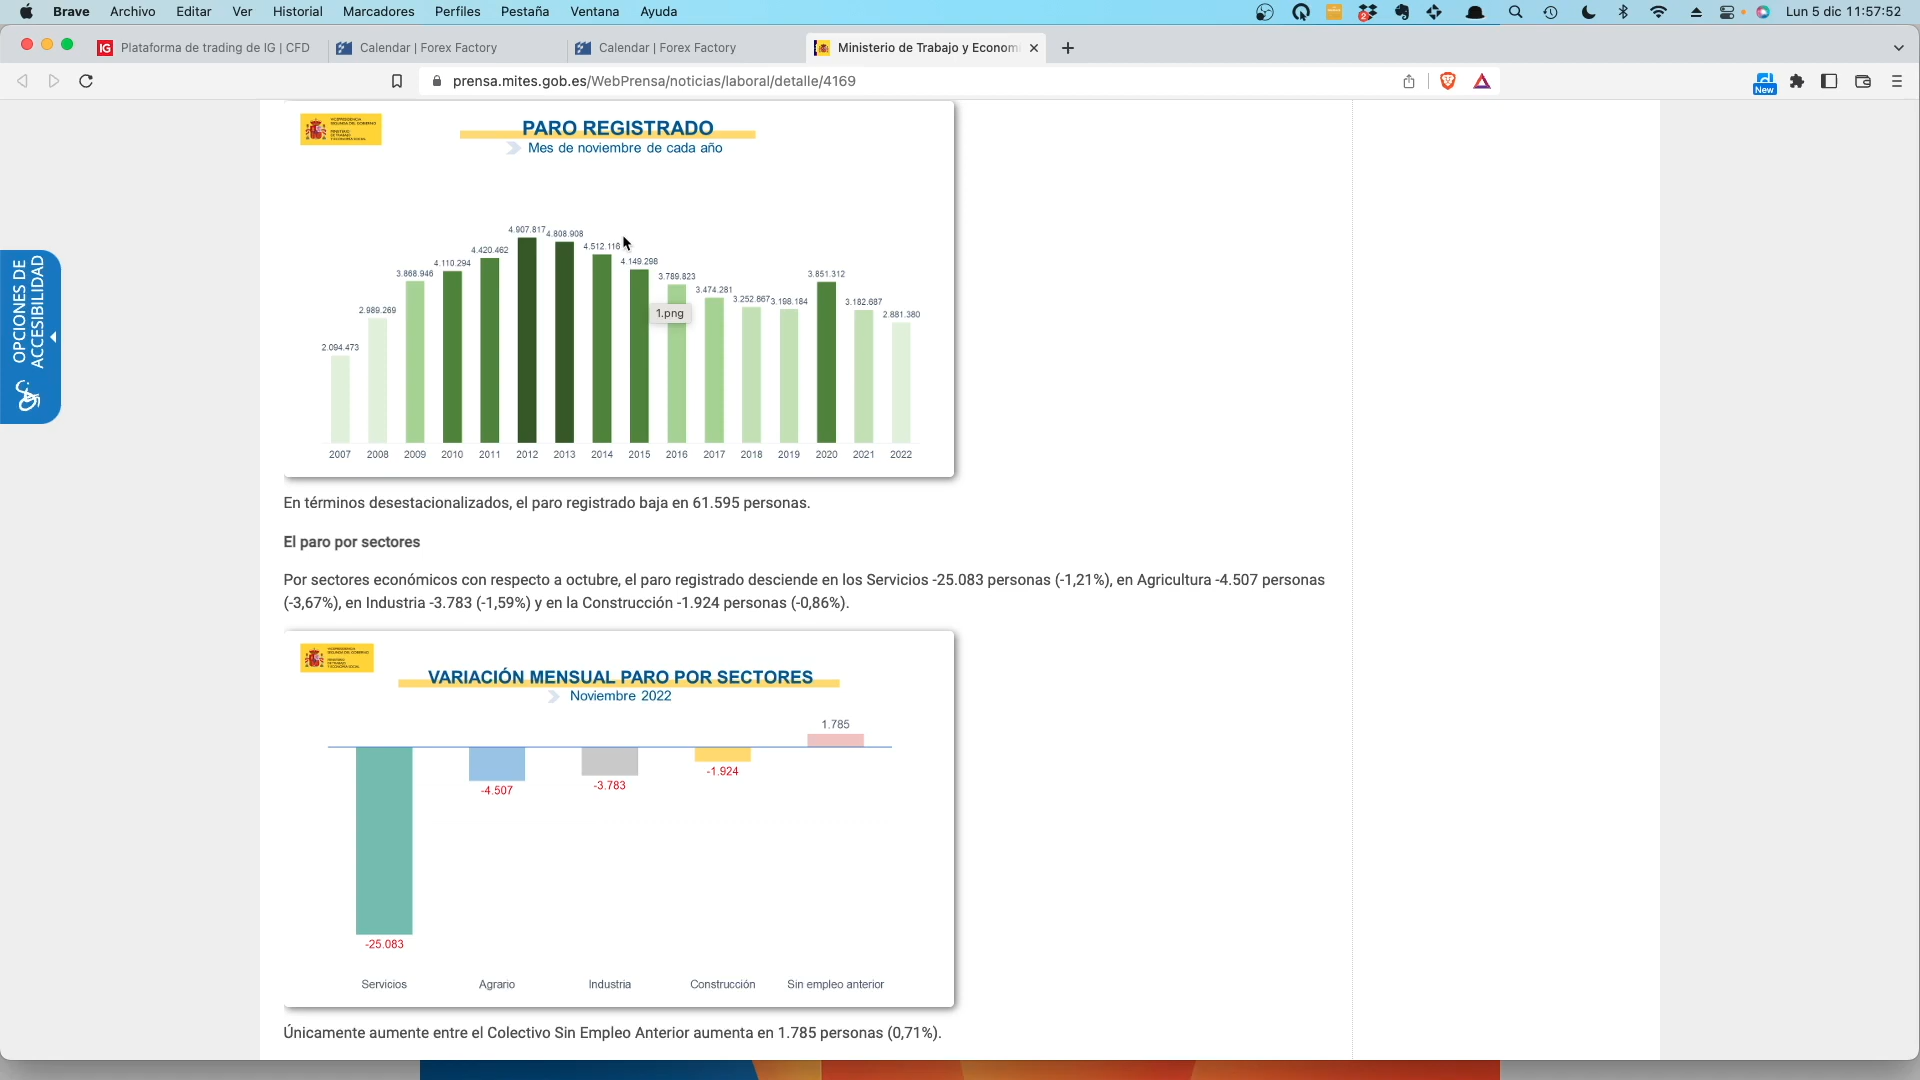 Brave Archivo Editar Ver Historial Marcadores Perfiles Pestaña Ventana Ayuda
2
Lun 5 dic 11:57:52
IG Plataforma de trading de IG | CFD
Calendar | Forex Factory
Calendar | Forex Factory
Ministerio de Trabajo y Econom
prensa.mites.gob.es/WebPrensa/noticias/laboral/detalle/4169
New
OPCIONES DE
ACCESIBILIDAD
PARO REGISTRADO
Mes de noviembre de cada año
4.907.817
4.808.908
4.512.116
4.420.462
4.149.298
4.110.294
3.868.946
3.789.823
3.851.312
3.474.281
3.252.867
3.198.184
3.182.687
2.989.269
2.881.380
1.png
2.094.473
2007 2008 2009 2010 2011 2012 2013 2014 2015 2016 2017 2018 2019 2020 2021 2022
En términos desestacionalizados, el paro registrado baja en 61.595 personas.
El paro por sectores
Por sectores económicos con respecto a octubre, el paro registrado desciende en los Servicios -25.083 personas (-1,21%), en Agricultura -4.507 personas
(-3,67%), en Industria -3.783 (-1,59%) y en la Construcción -1.924 personas (-0,86%).
VARIACIÓN MENSUAL PARO POR SECTORES
Noviembre 2022
1.785
-1.924
-3.783
-4.507
-25.083
Servicios Agrario Industria Construcción Sin empleo anterior
Únicamente aumente entre el Colectivo Sin Empleo Anterior aumenta en 1.785 personas (0,71%).